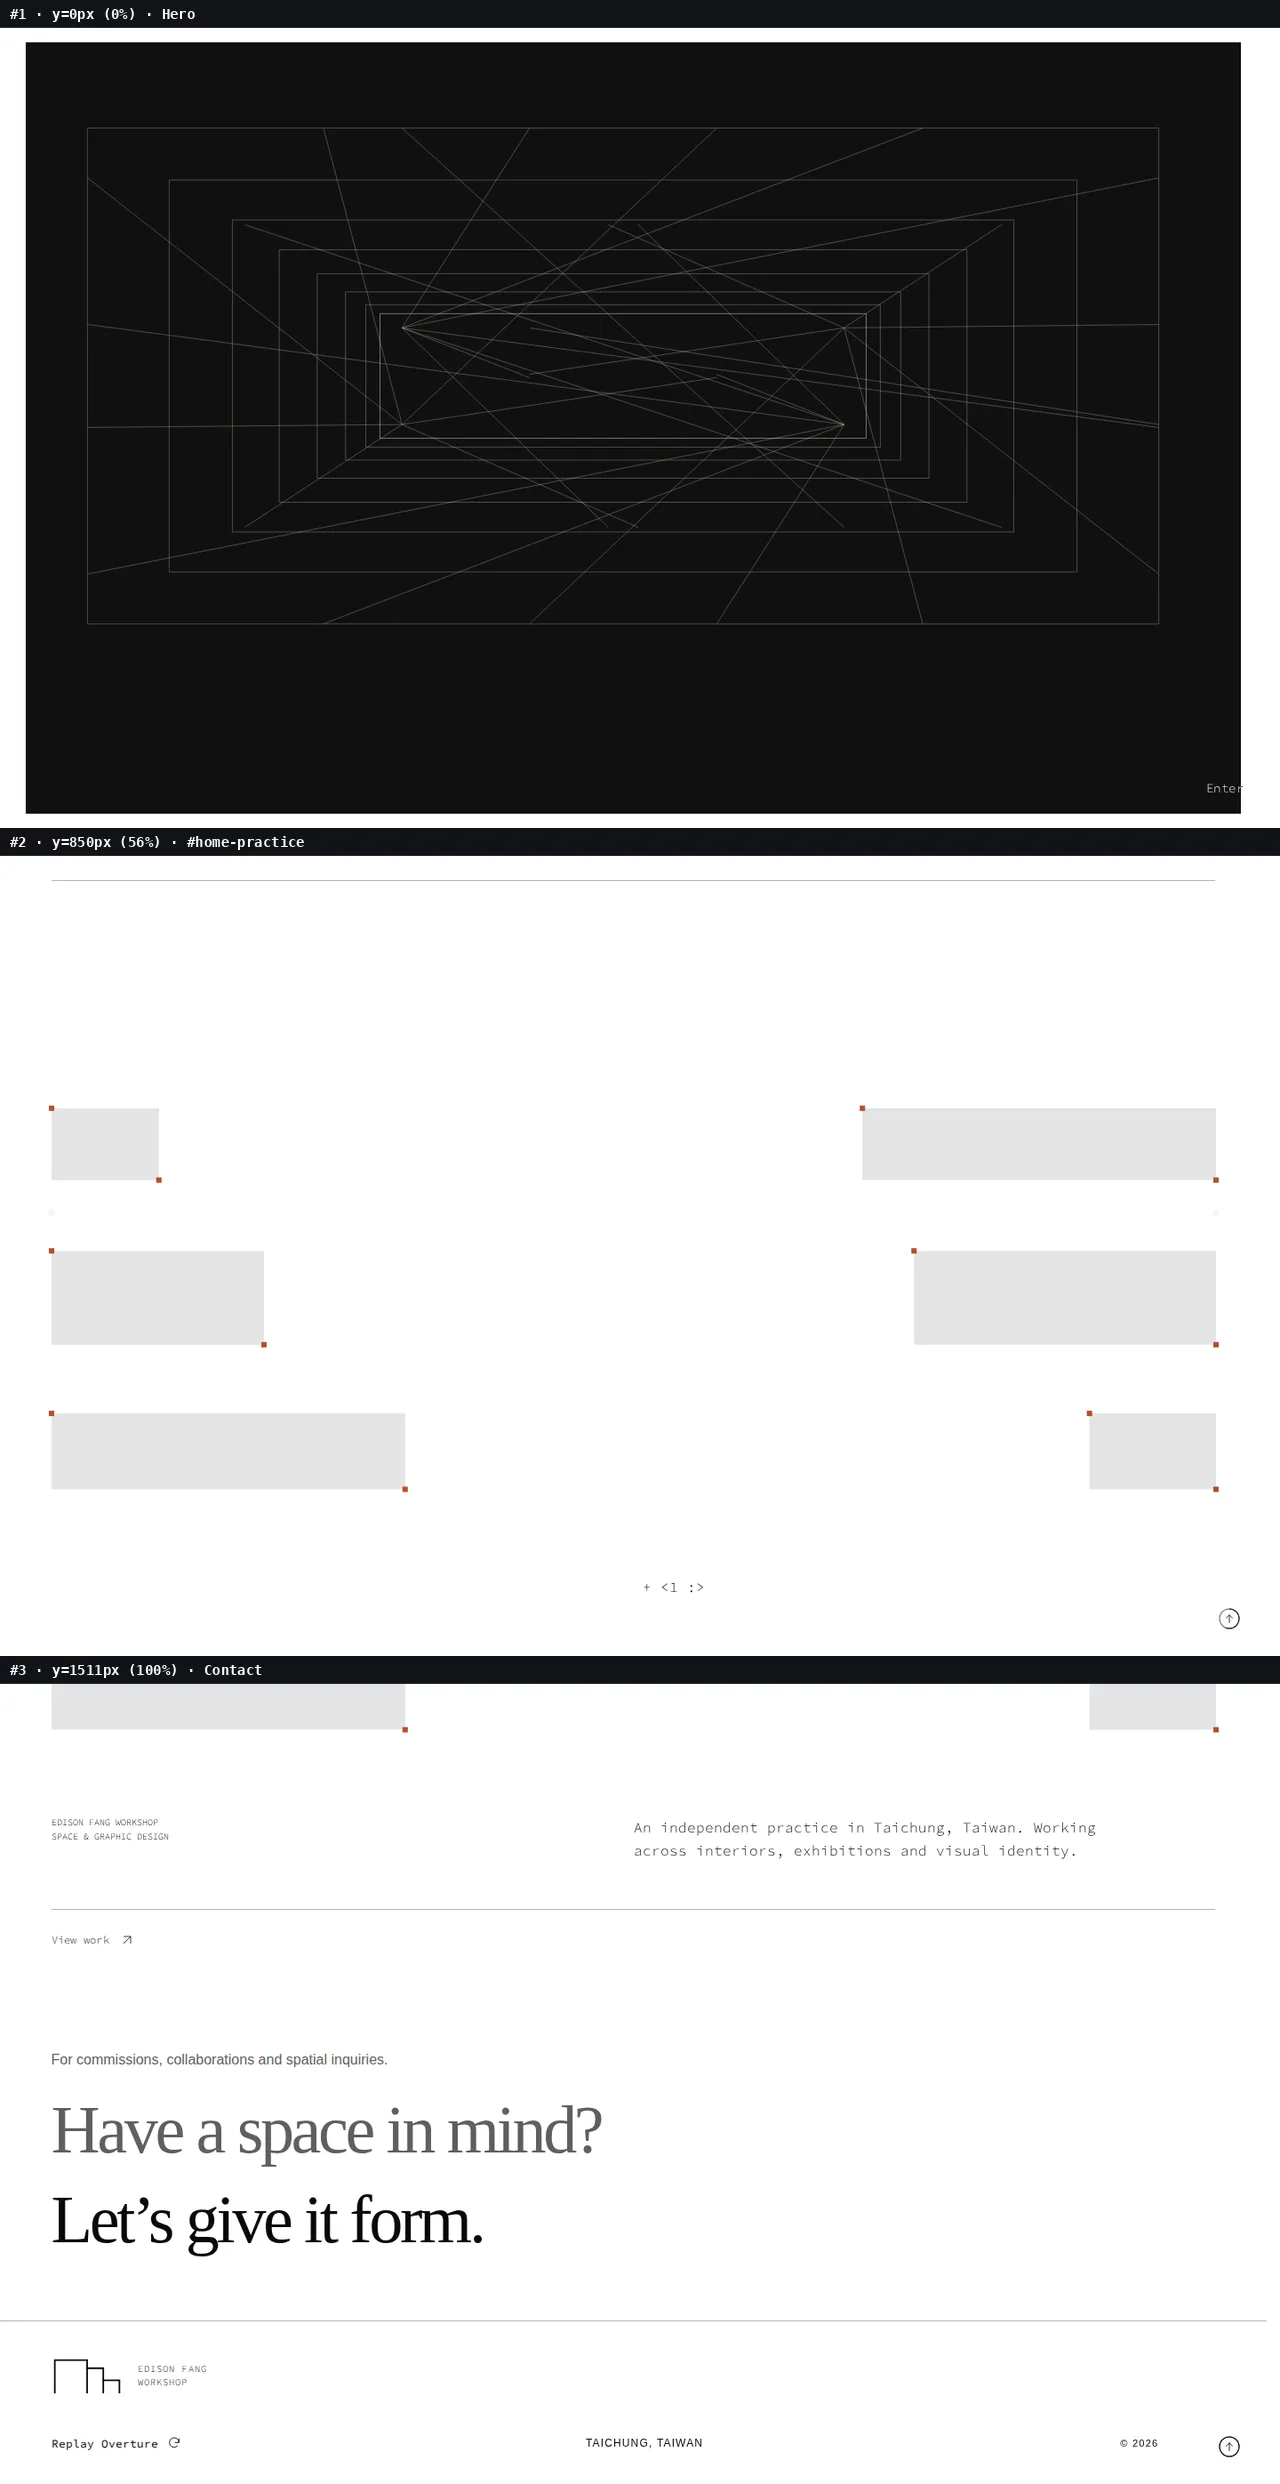 #1 · y=0px (0%) · Hero
Enter
#2 · y=850px (56%) · #home-practice
+ <l :>
#3 · y=1511px (100%) · Contact
EDISON FANG WORKSHOP
SPACE & GRAPHIC DESIGN
An independent practice in Taichung, Taiwan. Working
across interiors, exhibitions and visual identity.
View work
For commissions, collaborations and spatial inquiries.
Have a space in mind?
Let’s give it form.
EDISON FANG
WORKSHOP
Replay Overture
TAICHUNG, TAIWAN
© 2026